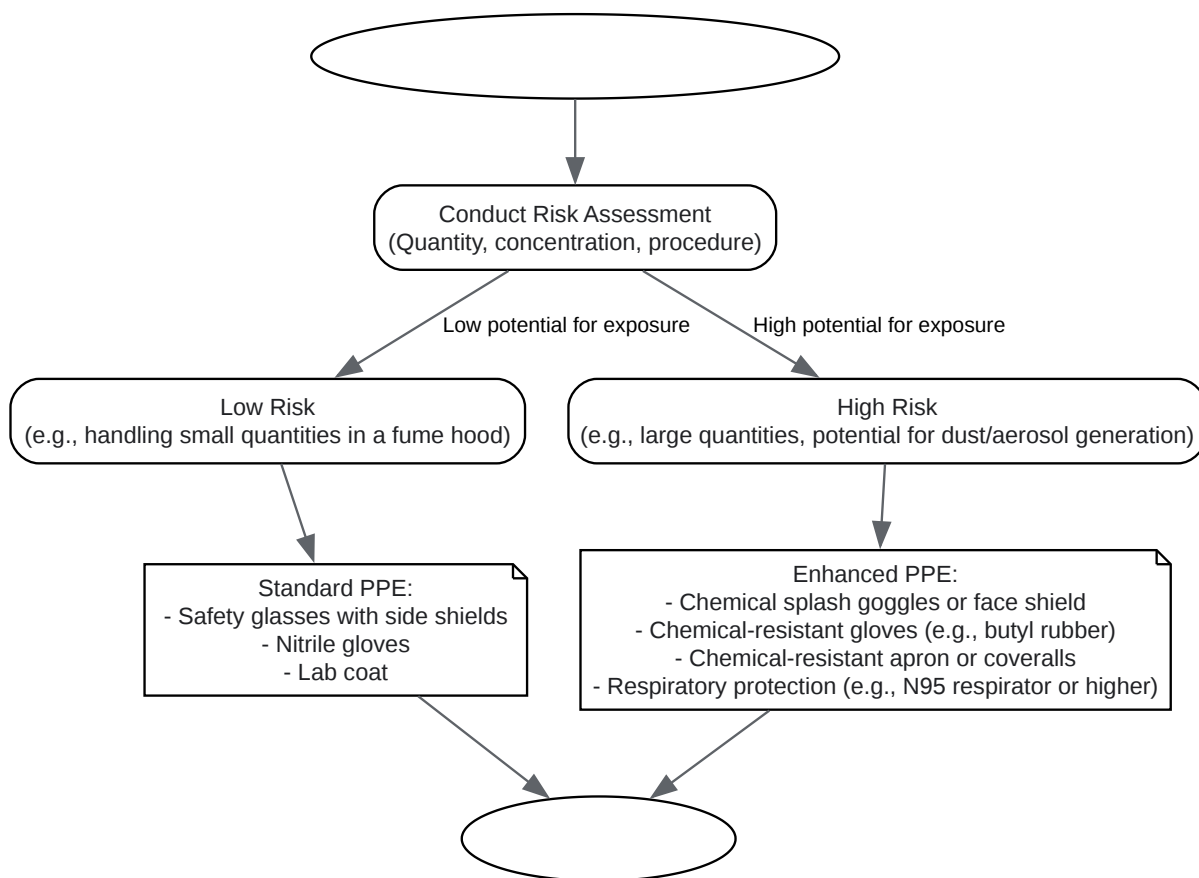 Conduct Risk Assessment
(Quantity, concentration, procedure)
Low potential for exposure
High potential for exposure
Low Risk
(e.g., handling small quantities in a fume hood)
High Risk
(e.g., large quantities, potential for dust/aerosol generation)
Standard PPE:
- Safety glasses with side shields
- Nitrile gloves
- Lab coat
Enhanced PPE:
- Chemical splash goggles or face shield
- Chemical-resistant gloves (e.g., butyl rubber)
- Chemical-resistant apron or coveralls
- Respiratory protection (e.g., N95 respirator or higher)